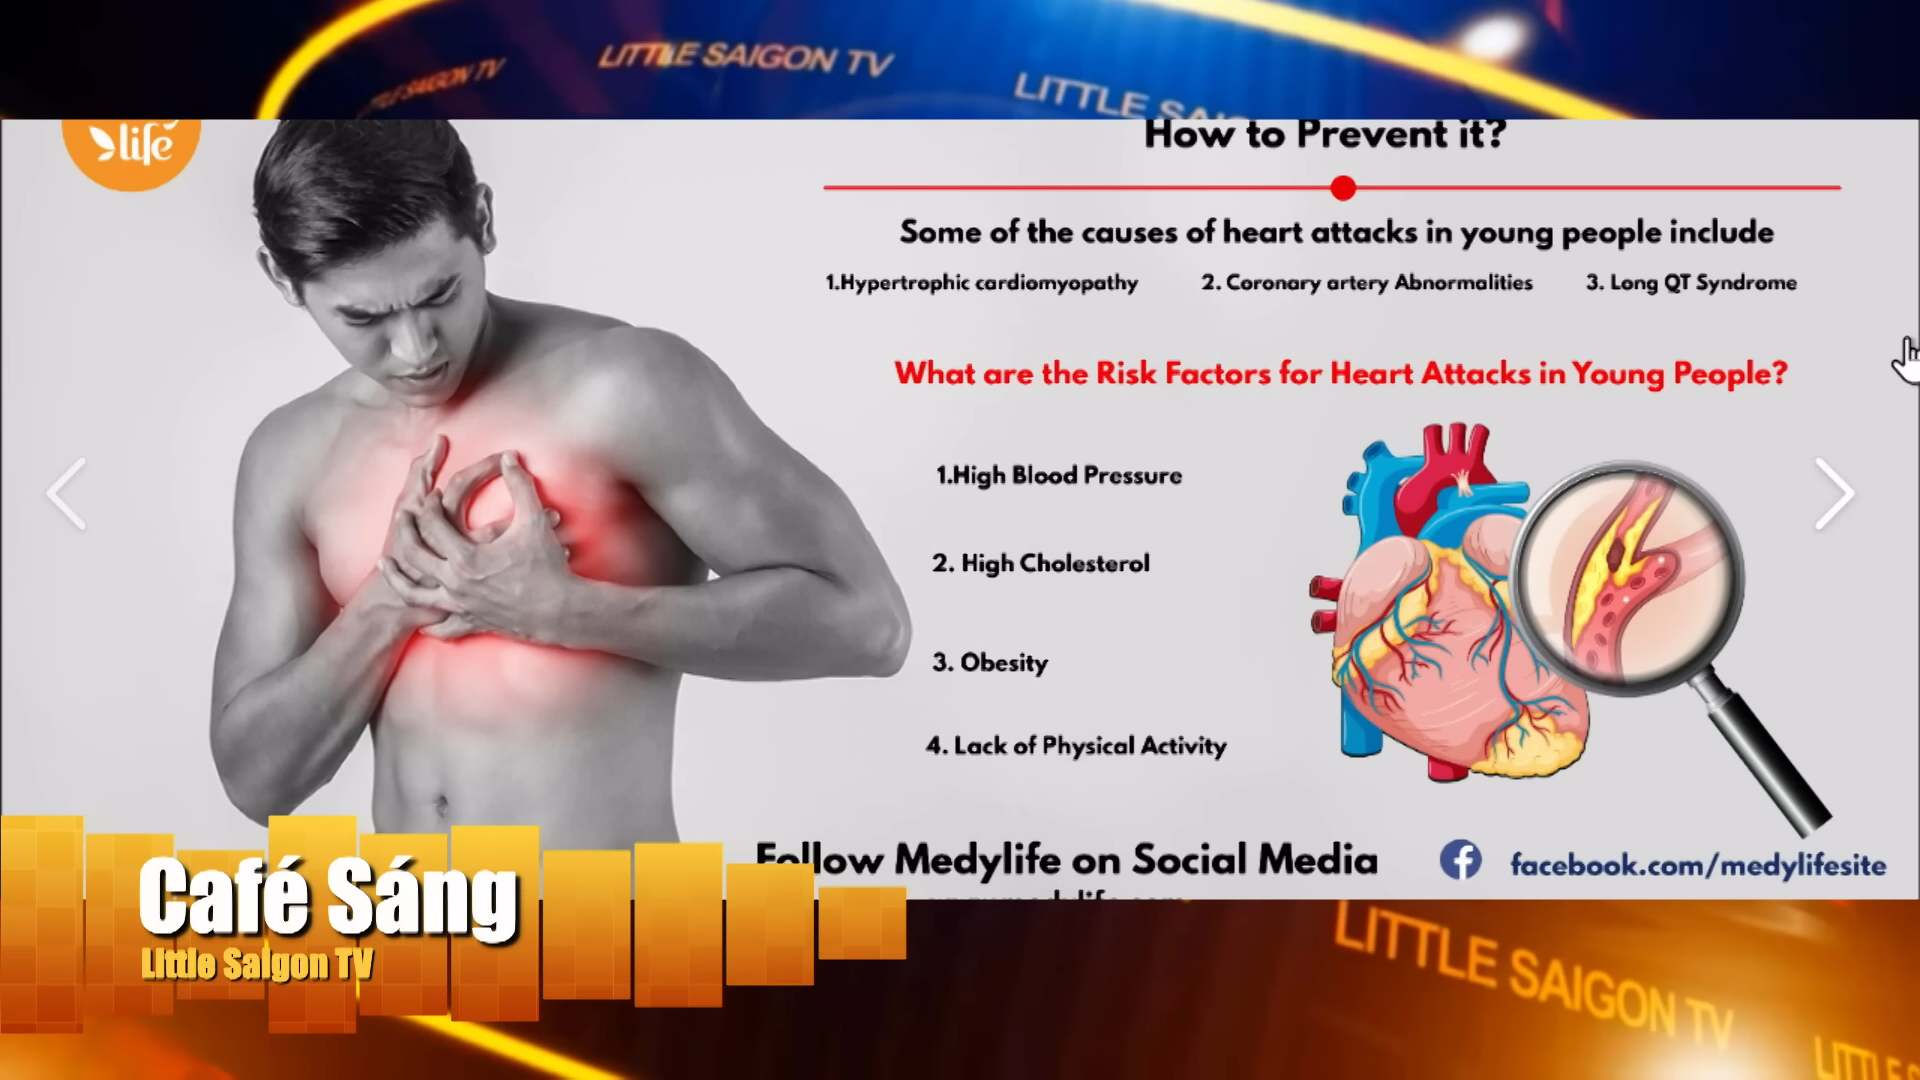 LITTLE SAIGON TV
LITTLE SAIGON TV
LITTLE
life
How to Prevent it?
Some of the causes of heart attacks in young people include
1.Hypertrophic cardiomyopathy 2. Coronary artery Abnormalities 3. Long QT Syndrome
What are the Risk Factors for Heart Attacks in Young People?
1.High Blood Pressure
2. High Cholesterol
3. Obesity
4. Lack of Physical Activity
Follow Medylife on Social Media
facebook.com/medylifesite
Café Sáng
Little Saigon TV
LITTLE SAIGON TV